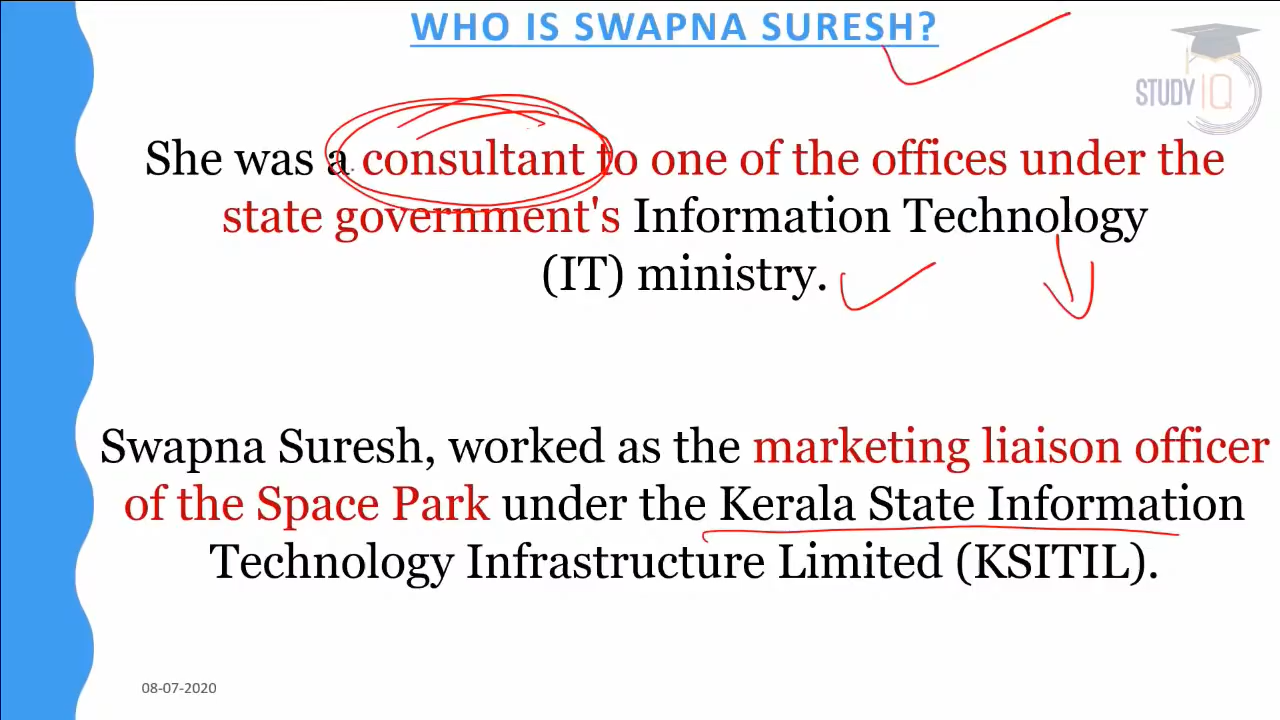 WHO IS SWAPNA SURESH?
STUDY IQ
She was a consultant to one of the offices under the
state government's Information Technology
(IT) ministry.
Swapna Suresh, worked as the marketing liaison officer
of the Space Park under the Kerala State Information
Technology Infrastructure Limited (KSITIL).
08-07-2020